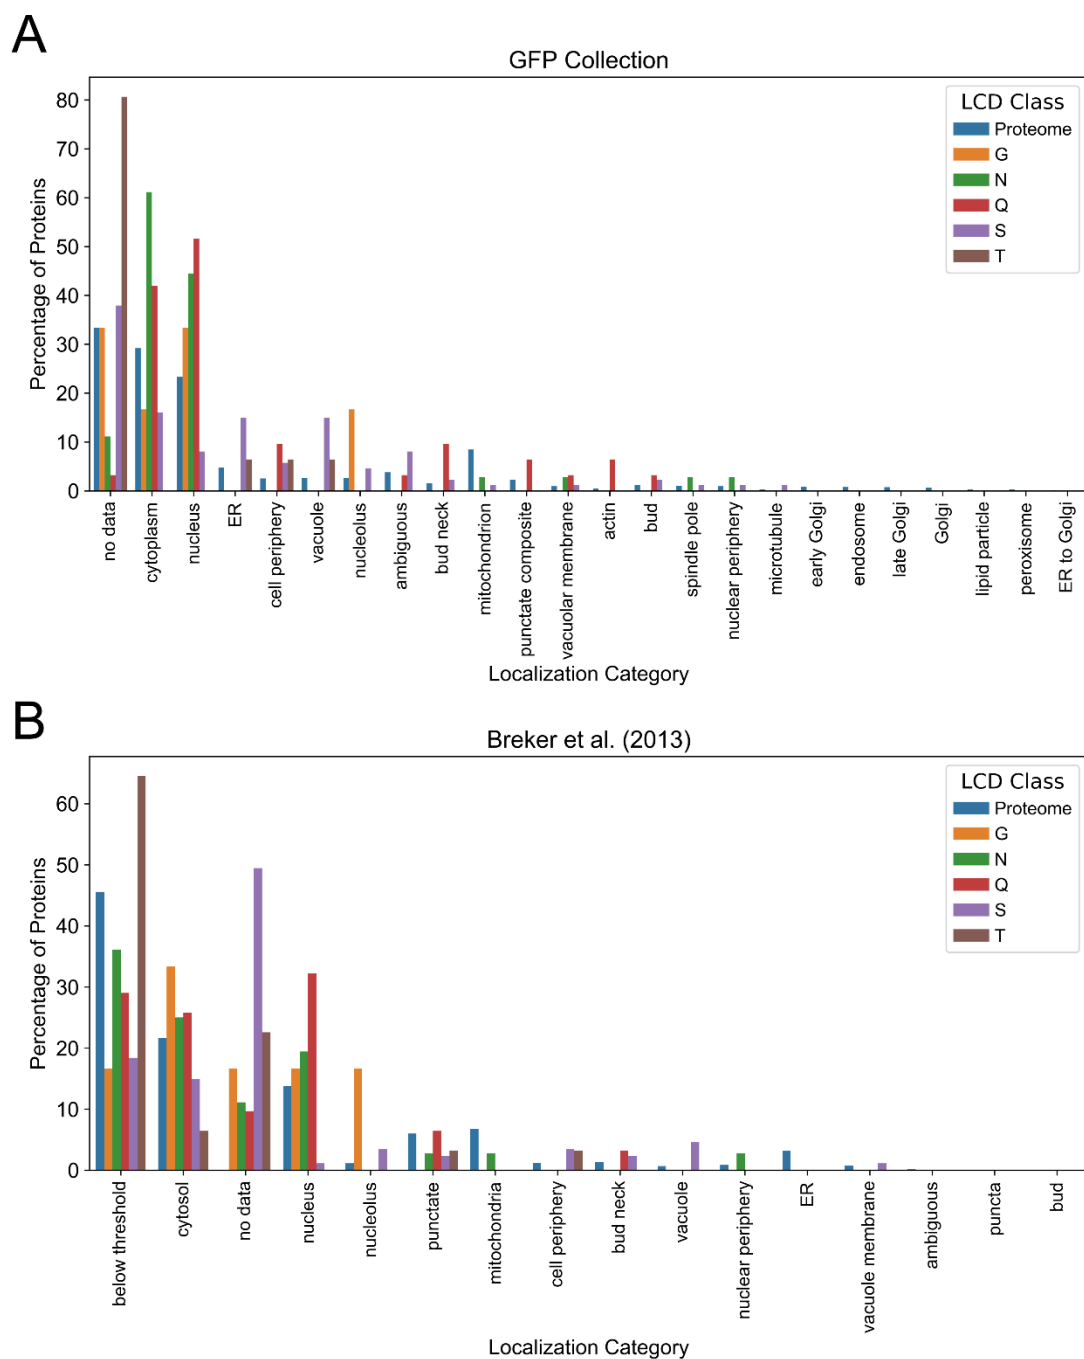 A
GFP Collection
Percentage of Proteins
80
70
60
50
40
30
20
10
0
LCD Class
Proteome
G
N
Q
S
T
no data
cytoplasm
nucleus
ER
cell periphery
vacuole
nucleolus
ambiguous
bud neck
mitochondrion
punctate composite
vacuolar membrane
actin
bud
spindle pole
nuclear periphery
microtubule
early Golgi
endosome
late Golgi
Golgi
lipid particle
peroxisome
ER to Golgi
Localization Category
B
Breker et al. (2013)
Percentage of Proteins
60
50
40
30
20
10
0
LCD Class
Proteome
G
N
Q
S
T
below threshold
cytosol
no data
nucleus
nucleolus
punctate
mitochondria
cell periphery
bud neck
vacuole
nuclear periphery
ER
vacuole membrane
ambiguous
puncta
bud
Localization Category